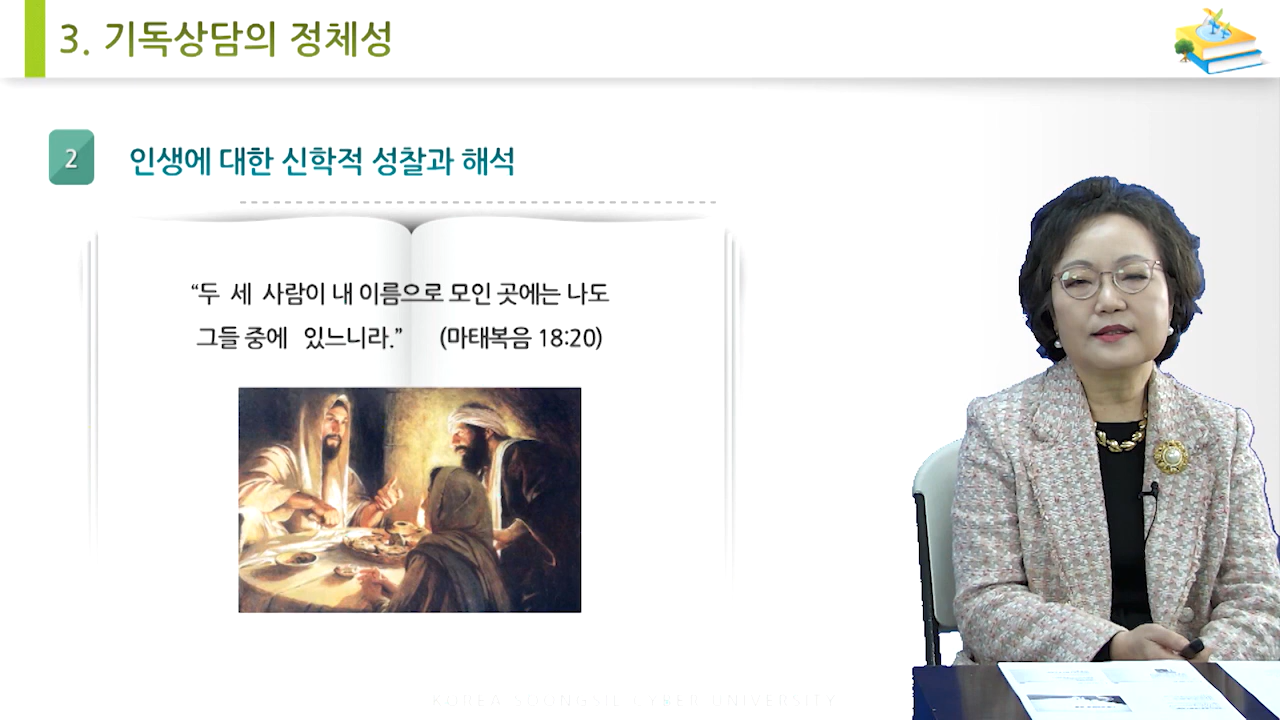 3. 기독상담의 정체성
2 인생에 대한 신학적 성찰과 해석
“두 세 사람이 내 이름으로 모인 곳에는 나도
그들 중에 있느니라.” (마태복음 18:20)
KOREA SOONGSIL CYBER UNIVERSITY